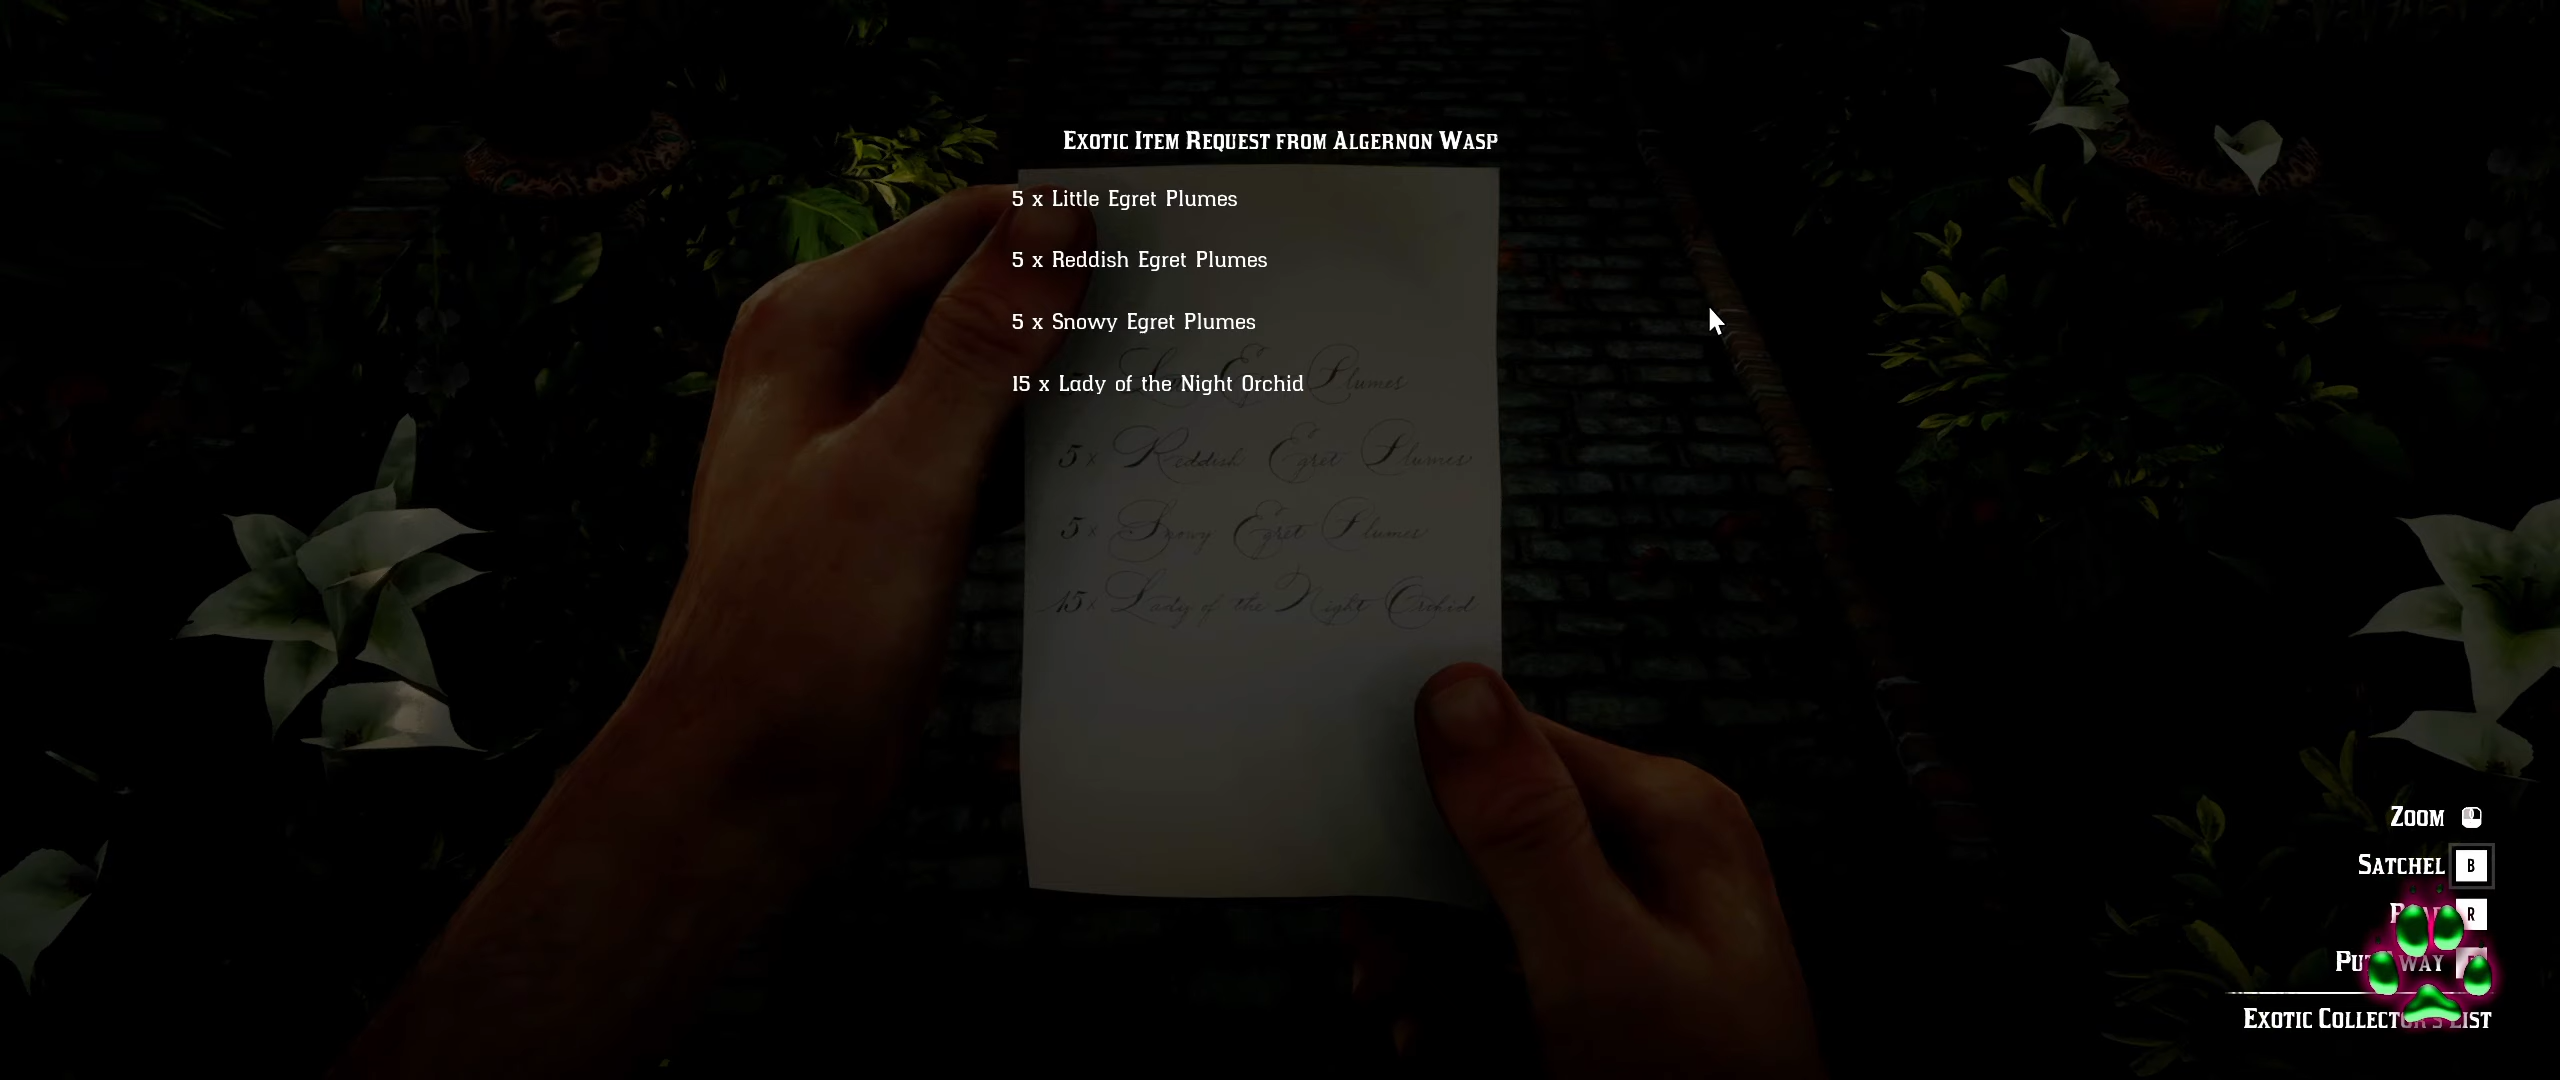 Exotic Item Request from Algernon Wasp
5 x Little Egret Plumes
5 x Reddish Egret Plumes
5 x Snowy Egret Plumes
15 x Lady of the Night Orchid
Plumes
5 x Reddish Egret Plumes
5 x Snowy Egret Plumes
15 x Lady of the Night Orchid
Zoom
Satchel B
R
Exotic Collector's List